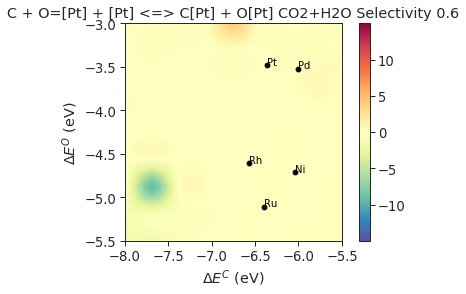 C + O=[Pt] + [Pt] <=> C[Pt] + O[Pt] CO2+H2O Selectivity 0.6
−3.0
−3.5
−4.0
−4.5
−5.0
−5.5
ΔE^O (eV)
Pt
Pd
Rh
Ni
Ru
−8.0 −7.5 −7.0 −6.5 −6.0 −5.5
ΔE^C (eV)
10
5
0
−5
−10